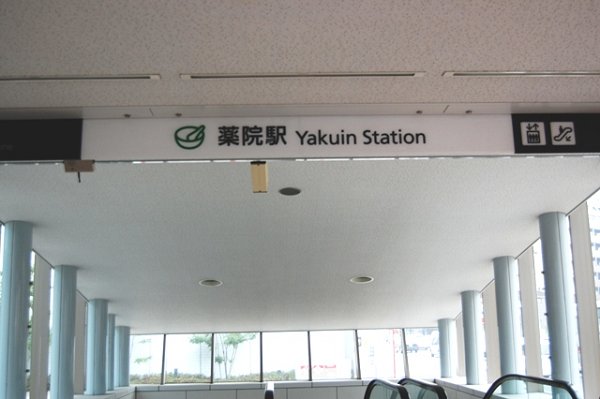 薬院駅 Yakuin Station